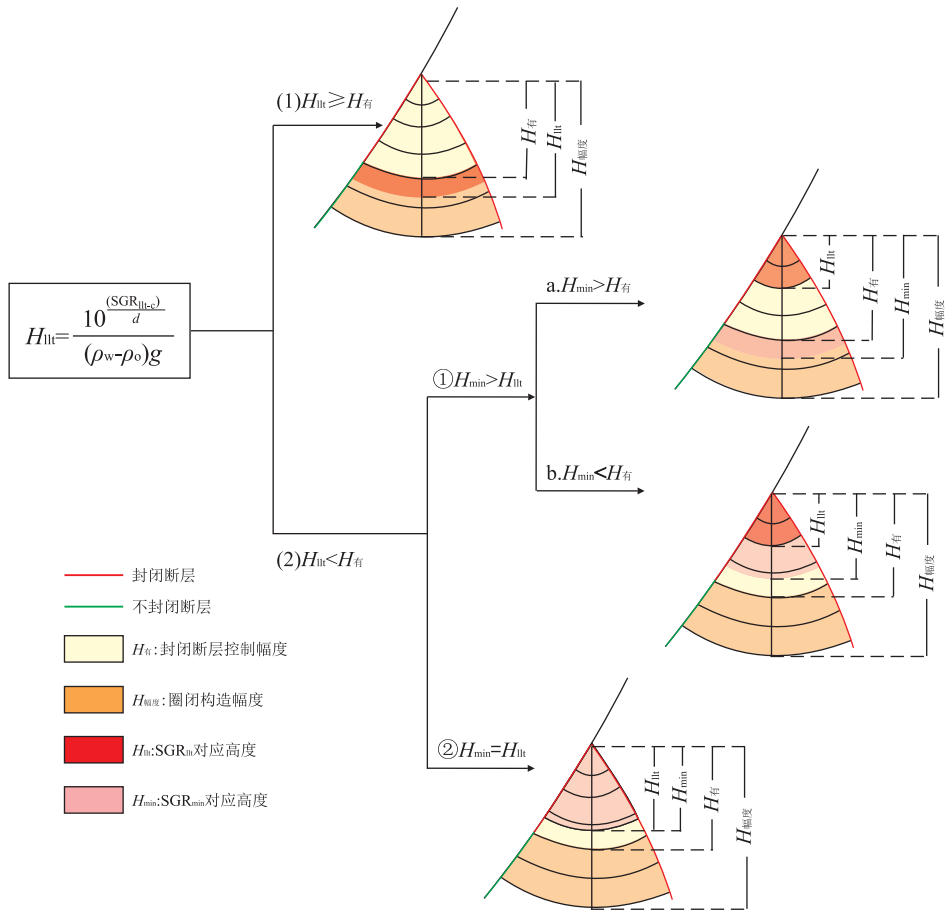 (1)Hllt≥H有
H有
Hllt
H幅度
Hllt=10^((SGRllt-c)/d)/((ρw-ρo)g)
a.Hmin>H有
Hllt
H有
Hmin
H幅度
①Hmin>Hllt
b.Hmin<H有
Hllt
Hmin
H有
H幅度
(2)Hllt<H有
封闭断层
不封闭断层
H有:封闭断层控制幅度
H幅度:圈闭构造幅度
Hllt:SGRllt对应高度
Hmin:SGRmin对应高度
②Hmin=Hllt
Hllt
Hmin
H有
H幅度